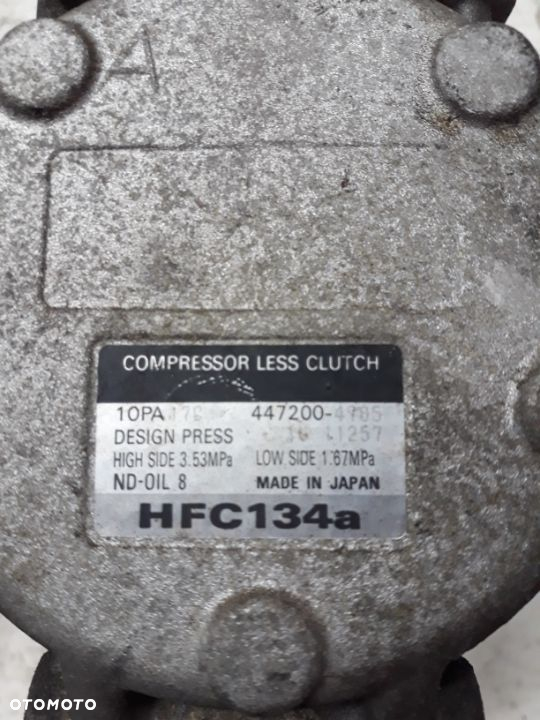 A
COMPRESSOR LESS CLUTCH
10PA 447200-
DESIGN PRESS 11257
HIGH SIDE 3.53MPa LOW SIDE 1.67MPa
ND-OIL 8 MADE IN JAPAN
HFC134a
OTOMOTO